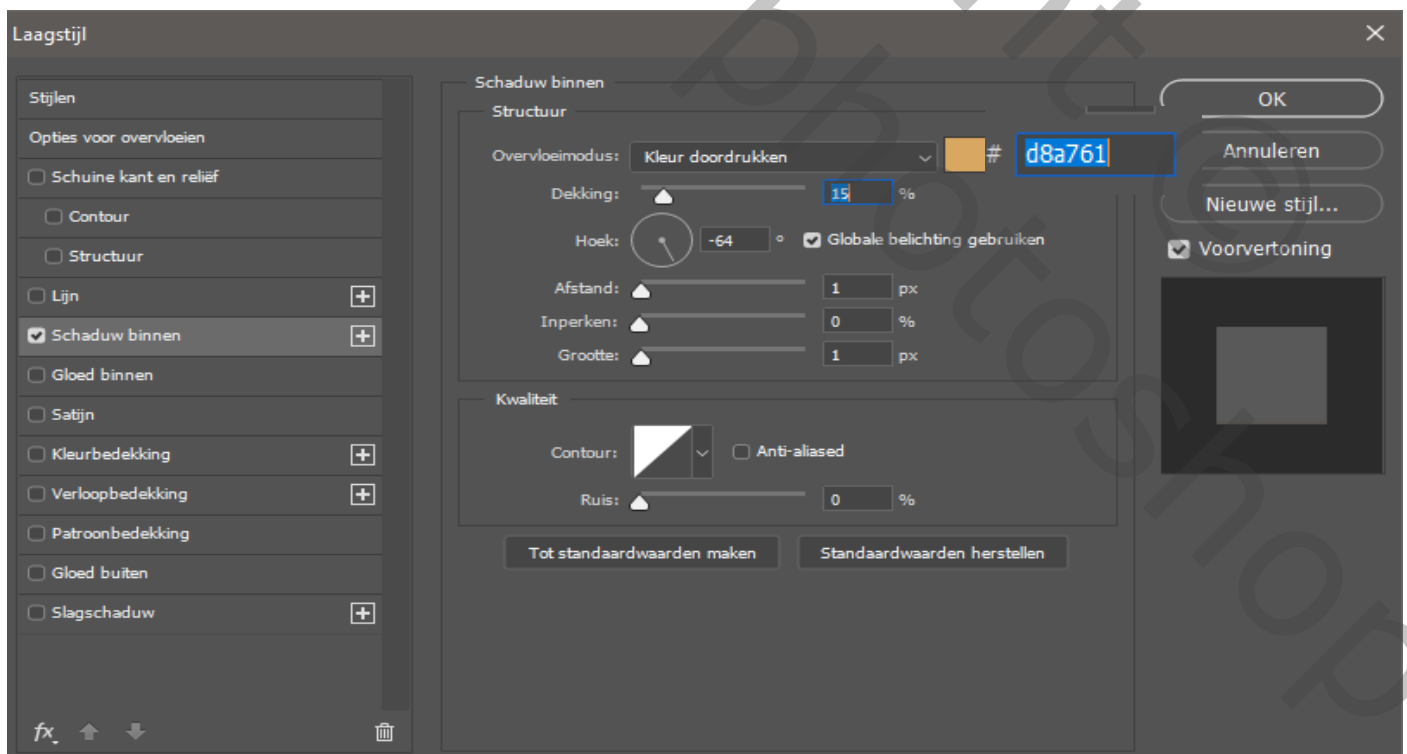 Laagstijl
Stijlen
Opties voor overvloeien
Schuine kant en reliëf
Contour
Structuur
Lijn
Schaduw binnen
Gloed binnen
Satijn
Kleurbedekking
Verloopbedekking
Patroonbedekking
Gloed buiten
Slagschaduw
fx
Schaduw binnen
Structuur
Overvloeimodus: Kleur doordrukken # d8a761
Dekking: 15 %
Hoek: -64 ° Globale belichting gebruiken
Afstand: 1 px
Inperken: 0 %
Grootte: 1 px
Kwaliteit
Contour: Anti-aliased
Ruis: 0 %
Tot standaardwaarden maken Standaardwaarden herstellen
OK
Annuleren
Nieuwe stijl...
Voorvertoning
photoshop